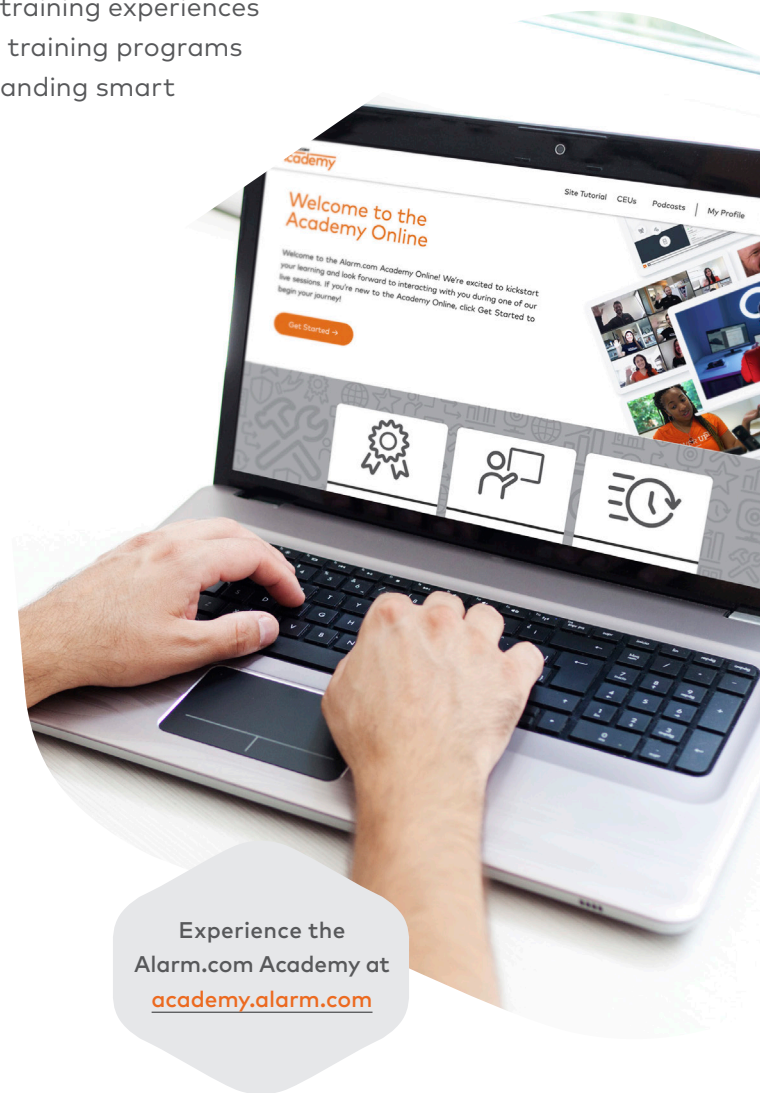 training experiences
training programs
anding smart
cademy
Site Tutorial CEUs Podcasts | My Profile
Welcome to the
Academy Online
Welcome to the Alarm.com Academy Online! We're excited to kickstart
your learning and look forward to interacting with you during one of our
live sessions. If you're new to the Academy Online, click Get Started to
begin your journey!
Get Started →
Experience the
Alarm.com Academy at
academy.alarm.com